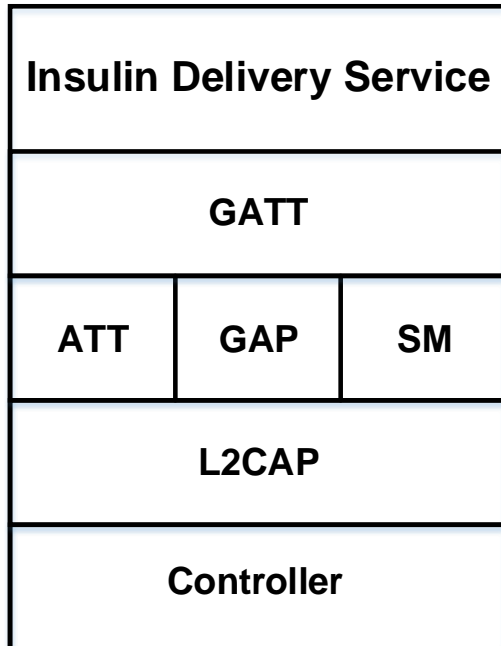 Insulin Delivery Service
GATT
ATT GAP SM
L2CAP
Controller